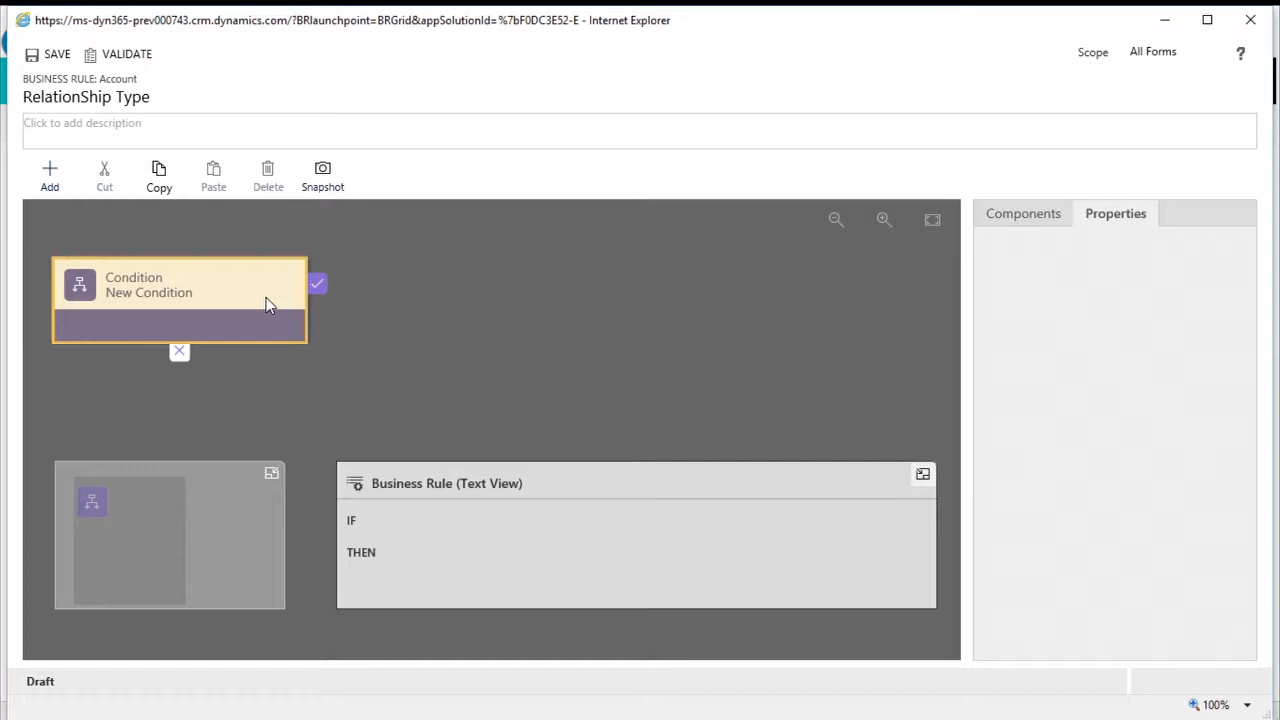 https://ms-dyn365-prev000743.crm.dynamics.com/?BRlaunchpoint=BRGrid&appSolutionId=%7bF0DC3E52-E - Internet Explorer
SAVE VALIDATE
Scope All Forms ?
BUSINESS RULE: Account
RelationShip Type
Click to add description
Add Cut Copy Paste Delete Snapshot
Components Properties
Condition
New Condition
Business Rule (Text View)
IF
THEN
Draft
100%